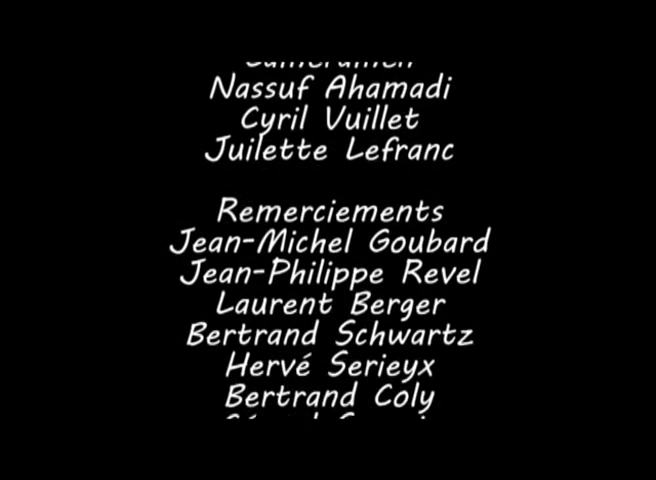 Cameramen
Nassuf Ahamadi
Cyril Vuillet
Juilette Lefranc
Remerciements
Jean-Michel Goubard
Jean-Philippe Revel
Laurent Berger
Bertrand Schwartz
Hervé Serieyx
Bertrand Coly